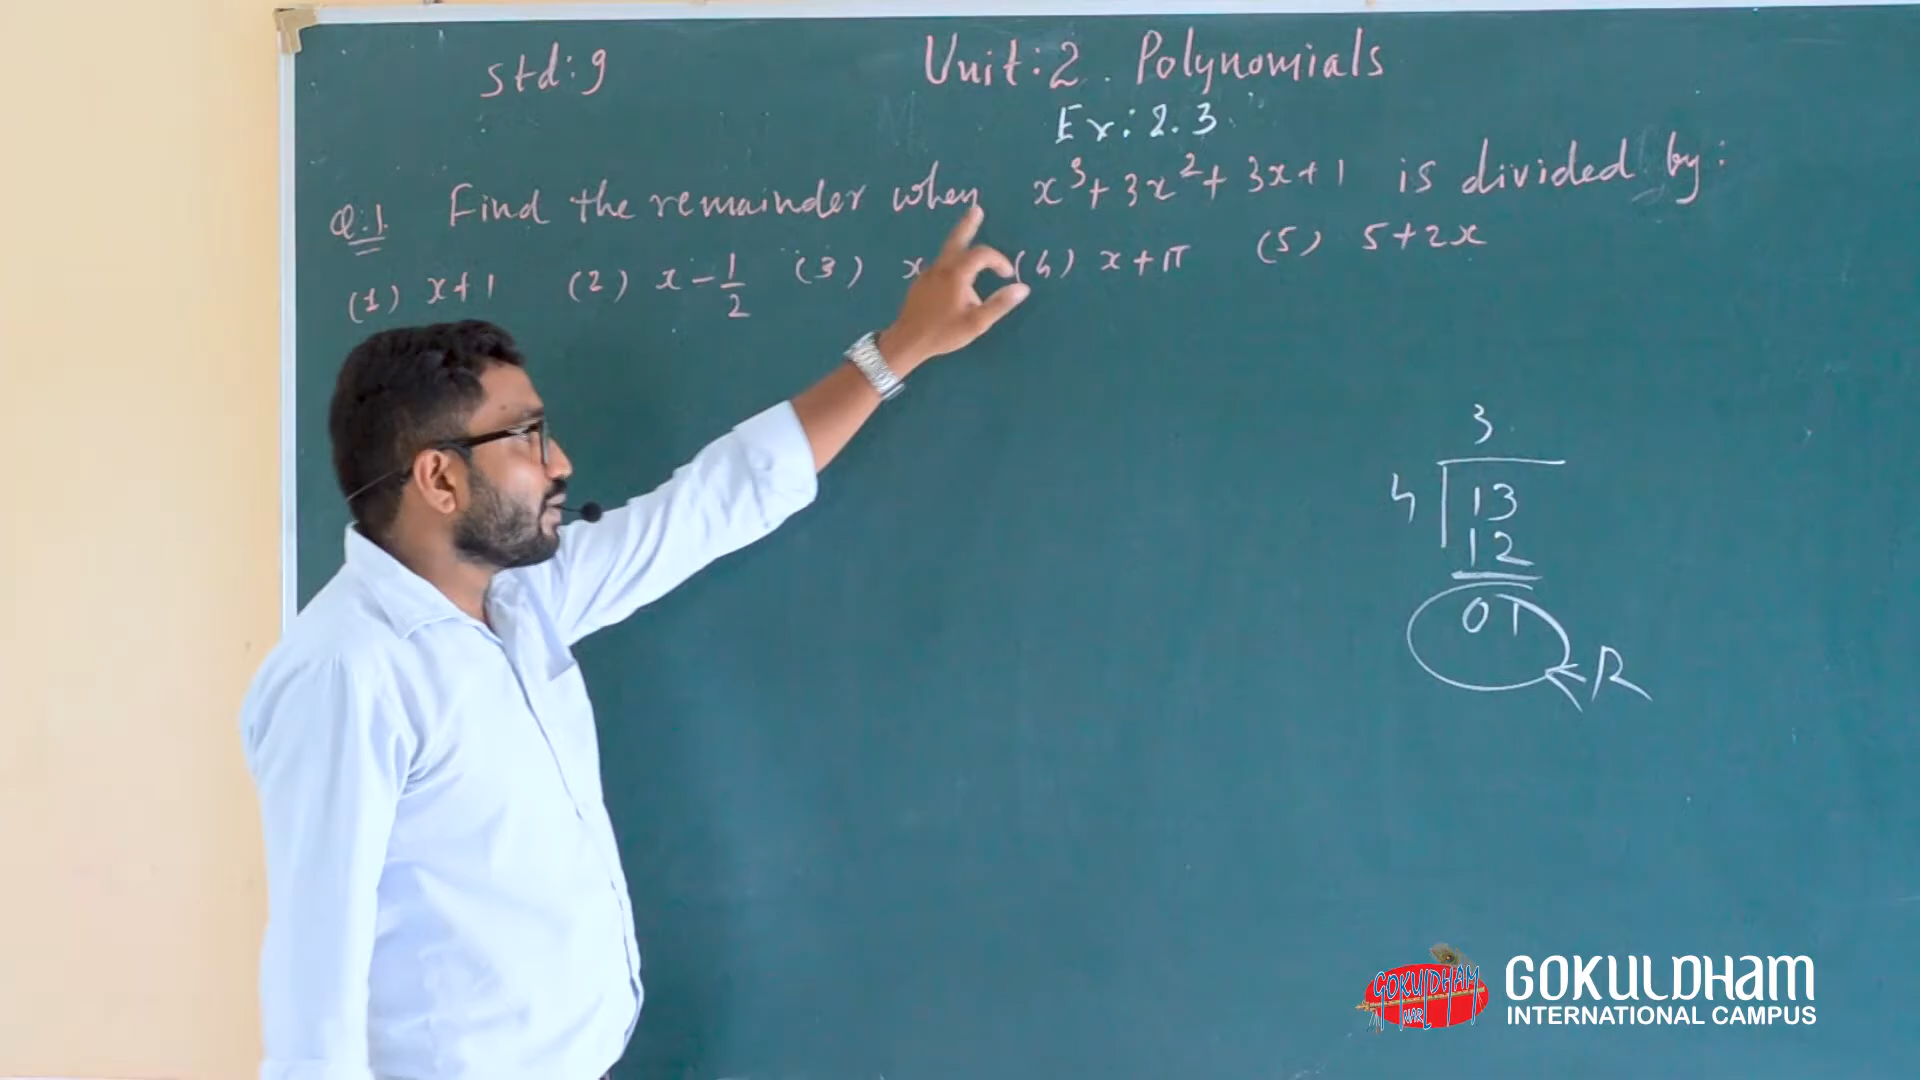 Std:9
Unit:2. Polynomials
Ex:2.3
Q.1. Find the remainder when x³+3x²+3x+1 is divided by:
(1) x+1 (2) x-1/2 (3) x (4) x+π (5) 5+2x
3
4 13
12
01
R
GOKULDHAM
NAR
GOKULDHAM
INTERNATIONAL CAMPUS